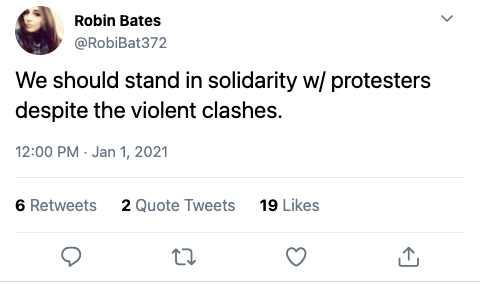 Robin Bates
@RobiBat372
We should stand in solidarity w/ protesters
despite the violent clashes.
12:00 PM · Jan 1, 2021
6 Retweets 2 Quote Tweets 19 Likes